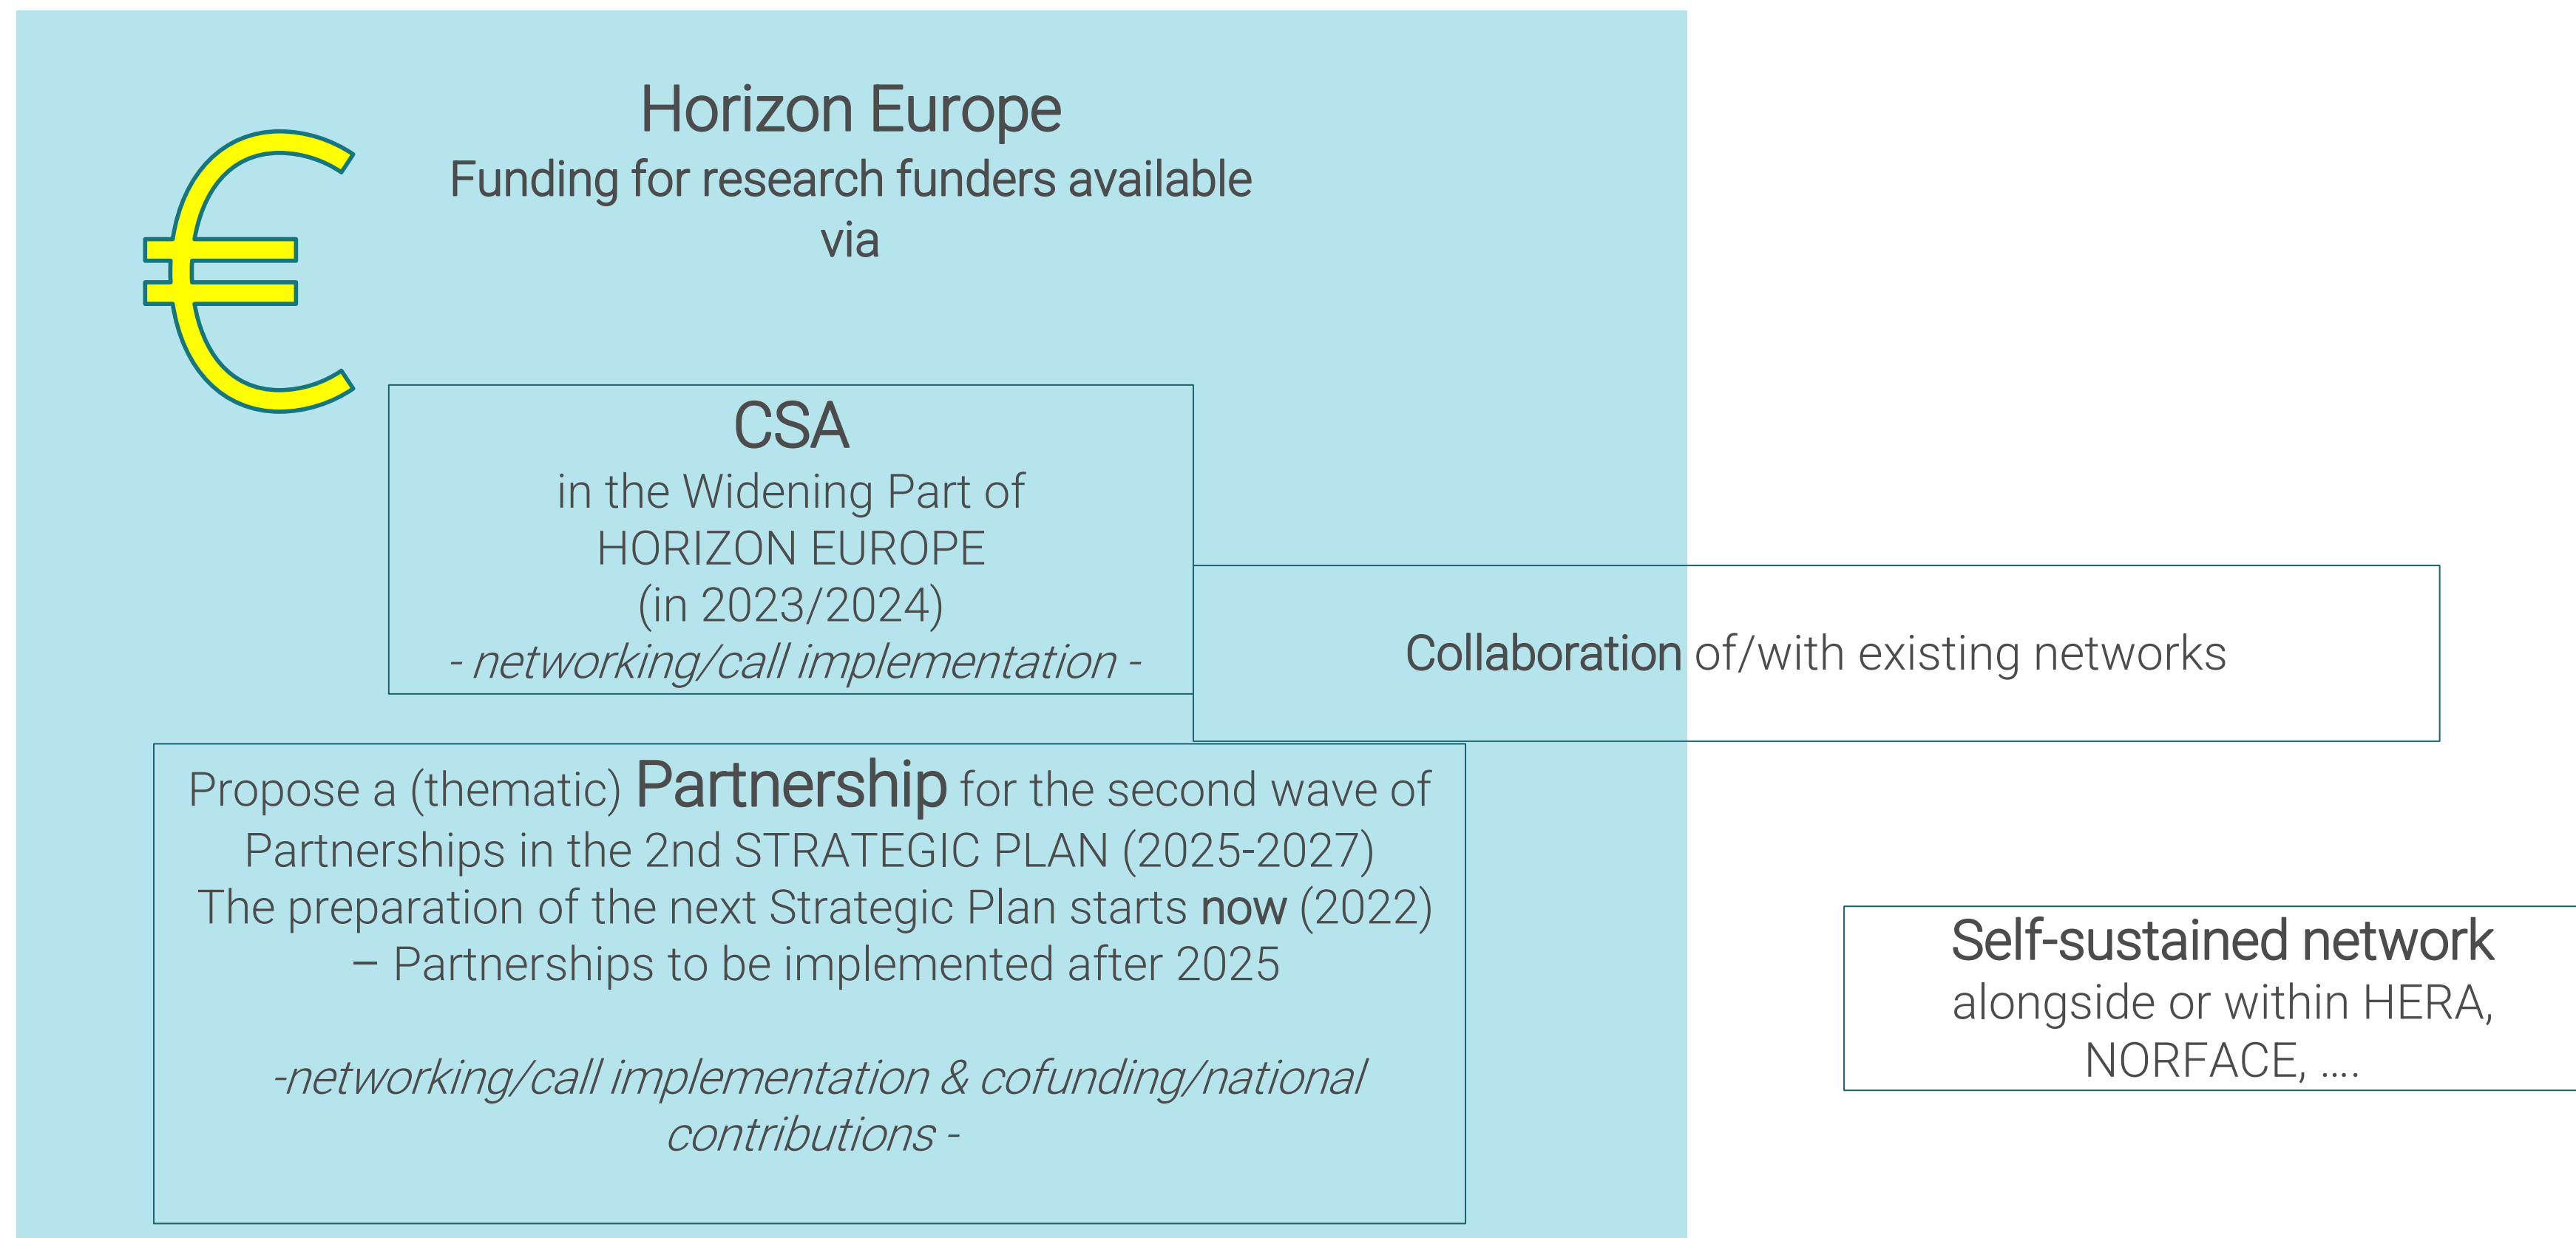 Horizon Europe
Funding for research funders available
via
CSA
in the Widening Part of
HORIZON EUROPE
(in 2023/2024)
- networking/call implementation -
Collaboration of/with existing networks
Propose a (thematic) Partnership for the second wave of
Partnerships in the 2nd STRATEGIC PLAN (2025-2027)
The preparation of the next Strategic Plan starts now (2022)
– Partnerships to be implemented after 2025
-networking/call implementation & cofunding/national
contributions -
Self-sustained network
alongside or within HERA,
NORFACE, ....